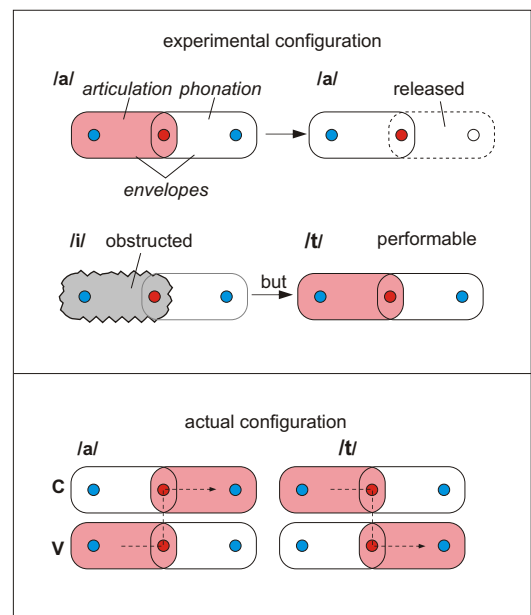 experimental configuration
/a/ articulation phonation /a/ released
envelopes
/i/ obstructed /t/ performable
but
actual configuration
/a/ /t/
C
V